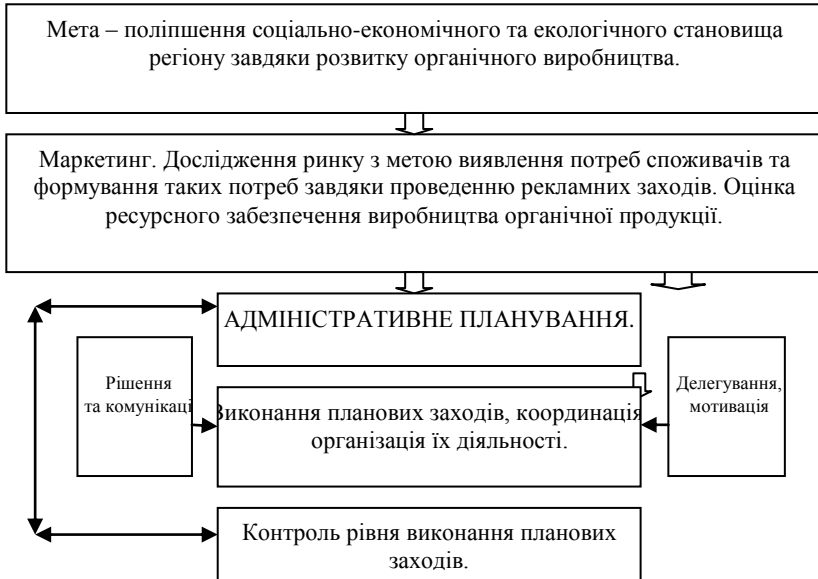 Мета – поліпшення соціально-економічного та екологічного становища
регіону завдяки розвитку органічного виробництва.
Маркетинг. Дослідження ринку з метою виявлення потреб споживачів та
формування таких потреб завдяки проведенню рекламних заходів. Оцінка
ресурсного забезпечення виробництва органічної продукції.
АДМІНІСТРАТИВНЕ ПЛАНУВАННЯ.
Рішення
та комунікаці
Виконання планових заходів, координація
організація їх діяльності.
Делегування,
мотивація
Контроль рівня виконання планових
заходів.